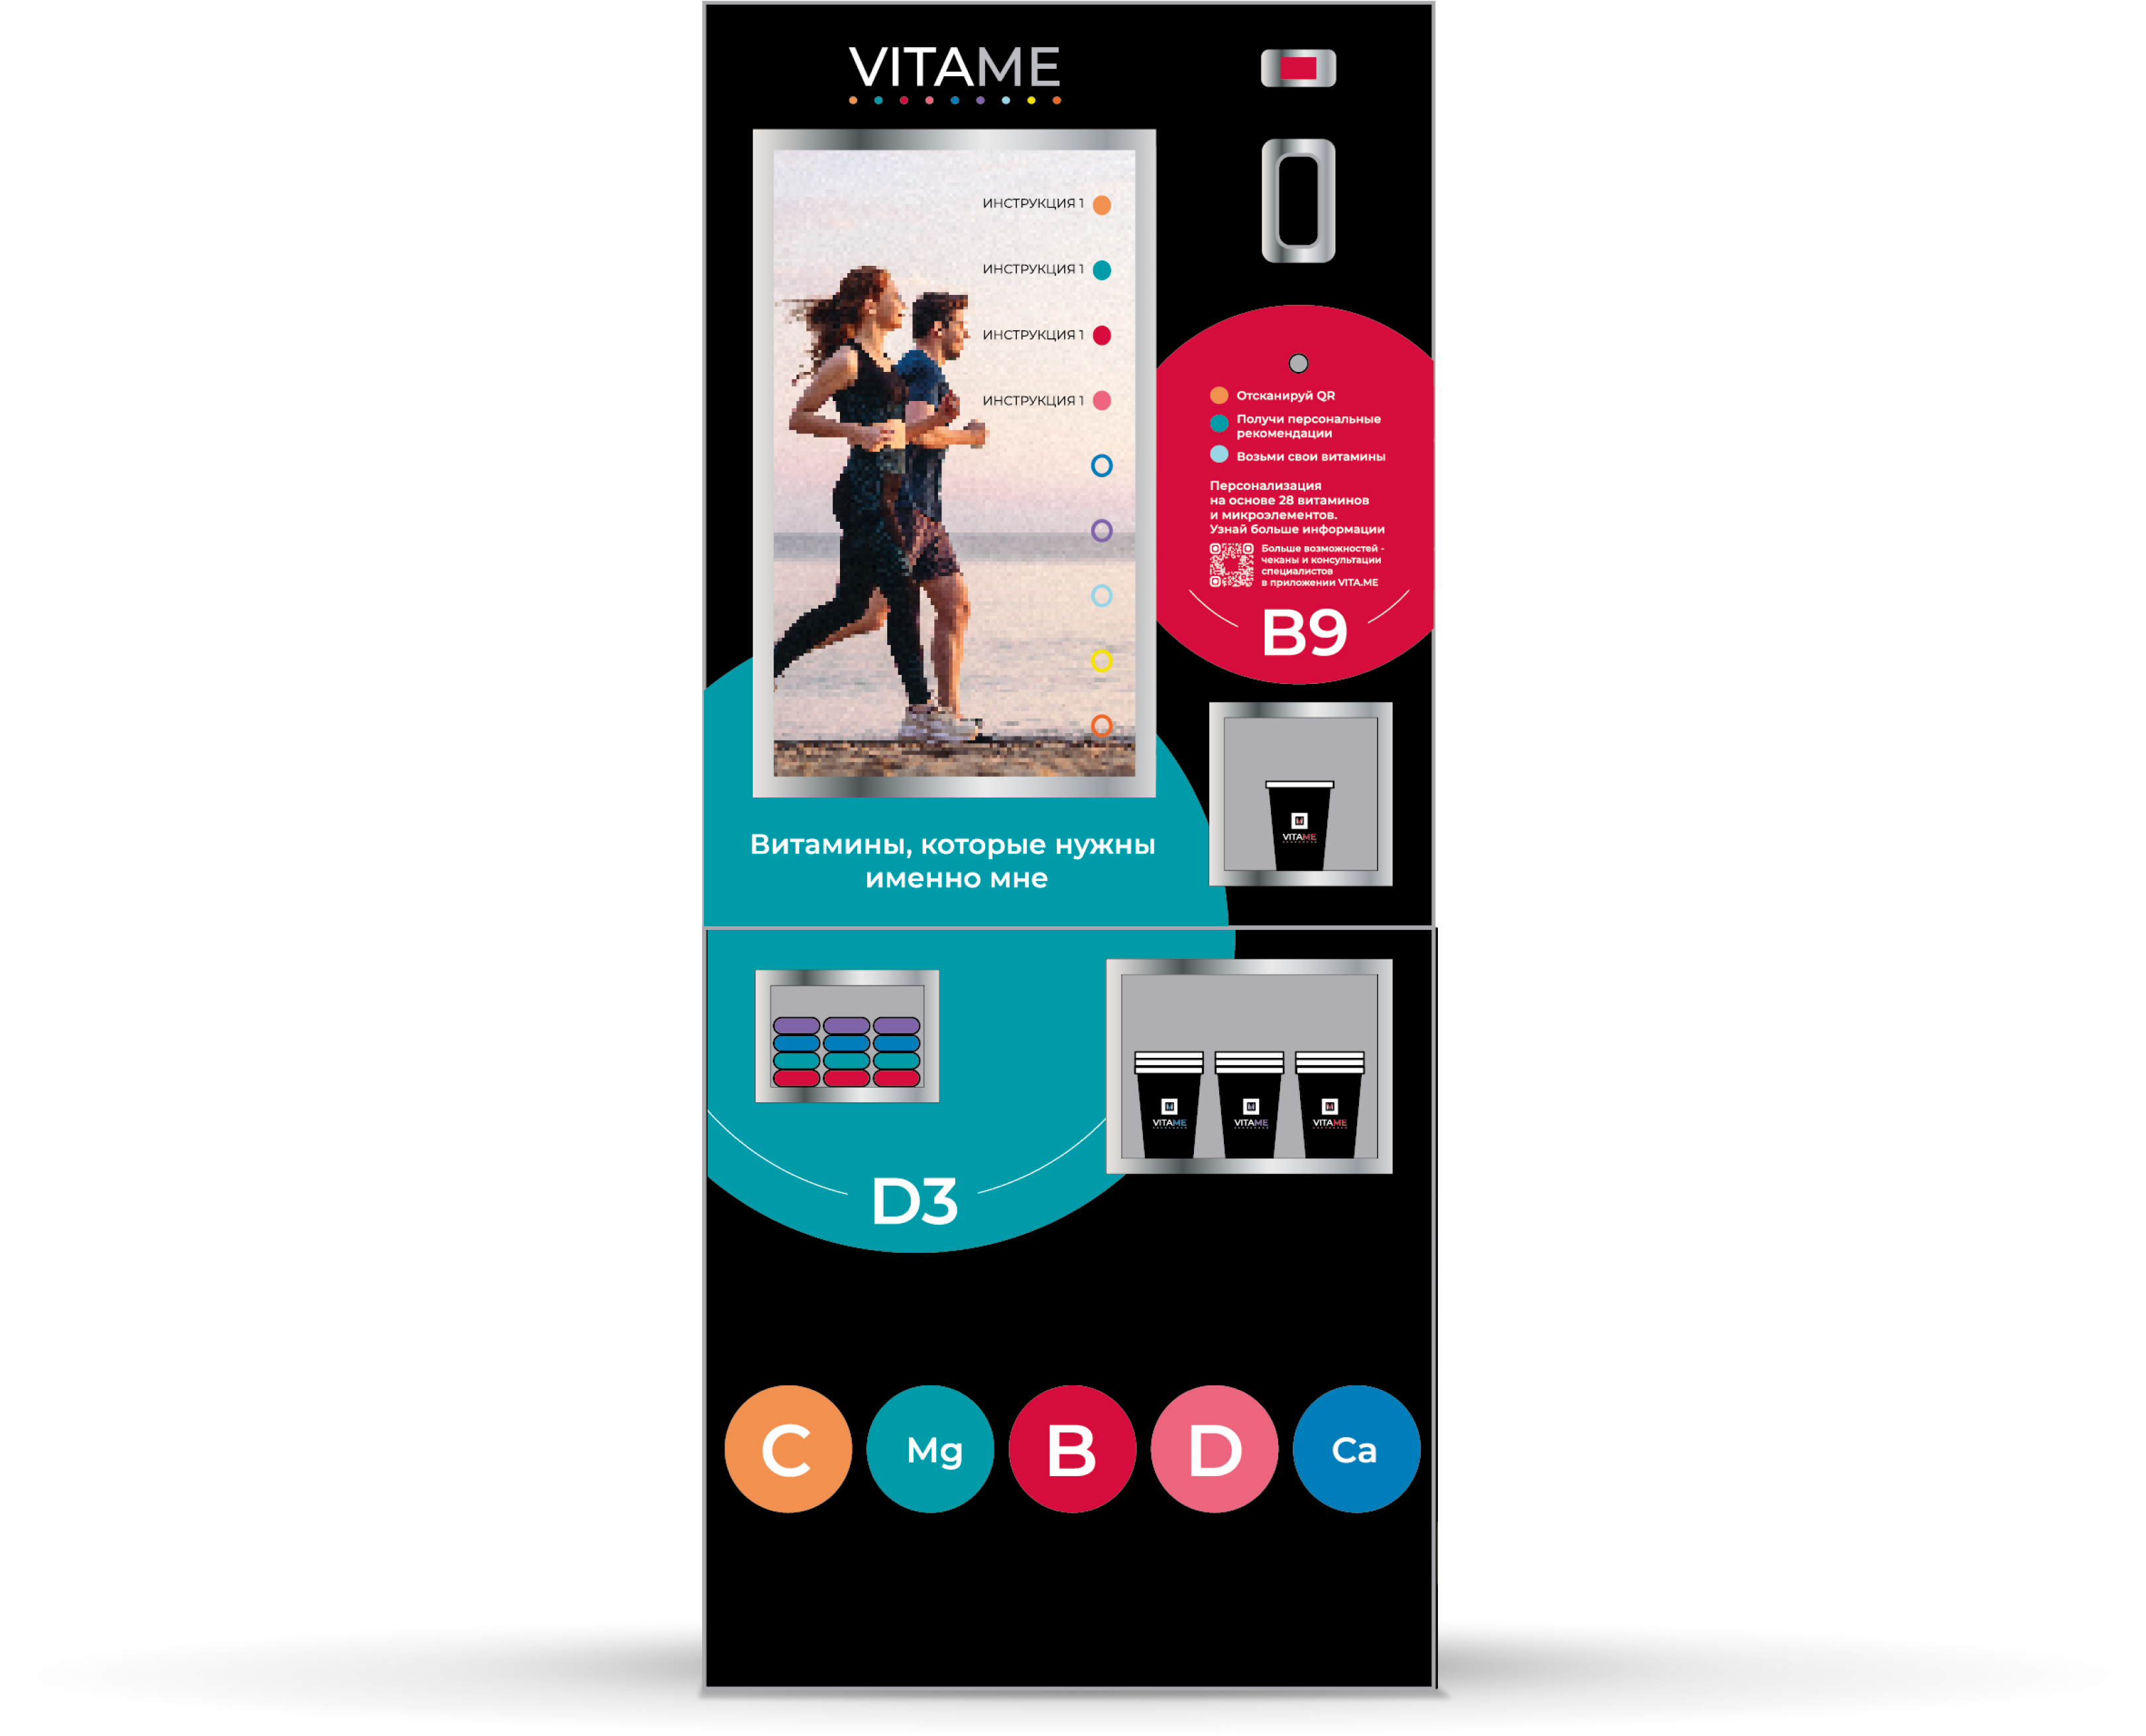 VITAME
ИНСТРУКЦИЯ 1
ИНСТРУКЦИЯ 1
ИНСТРУКЦИЯ 1
ИНСТРУКЦИЯ 1
Отсканируй QR
Получи персональные
рекомендации
Возьми свои витамины
Персонализация
на основе 28 витаминов
и микроэлементов.
Узнай больше информации
Больше возможностей -
чеканы и консультации
специалистов
в приложении VITA.ME
B9
VITAME
Витамины, которые нужны
именно мне
VITAME
VITAME
VITAME
D3
C
Mg
B
D
Ca